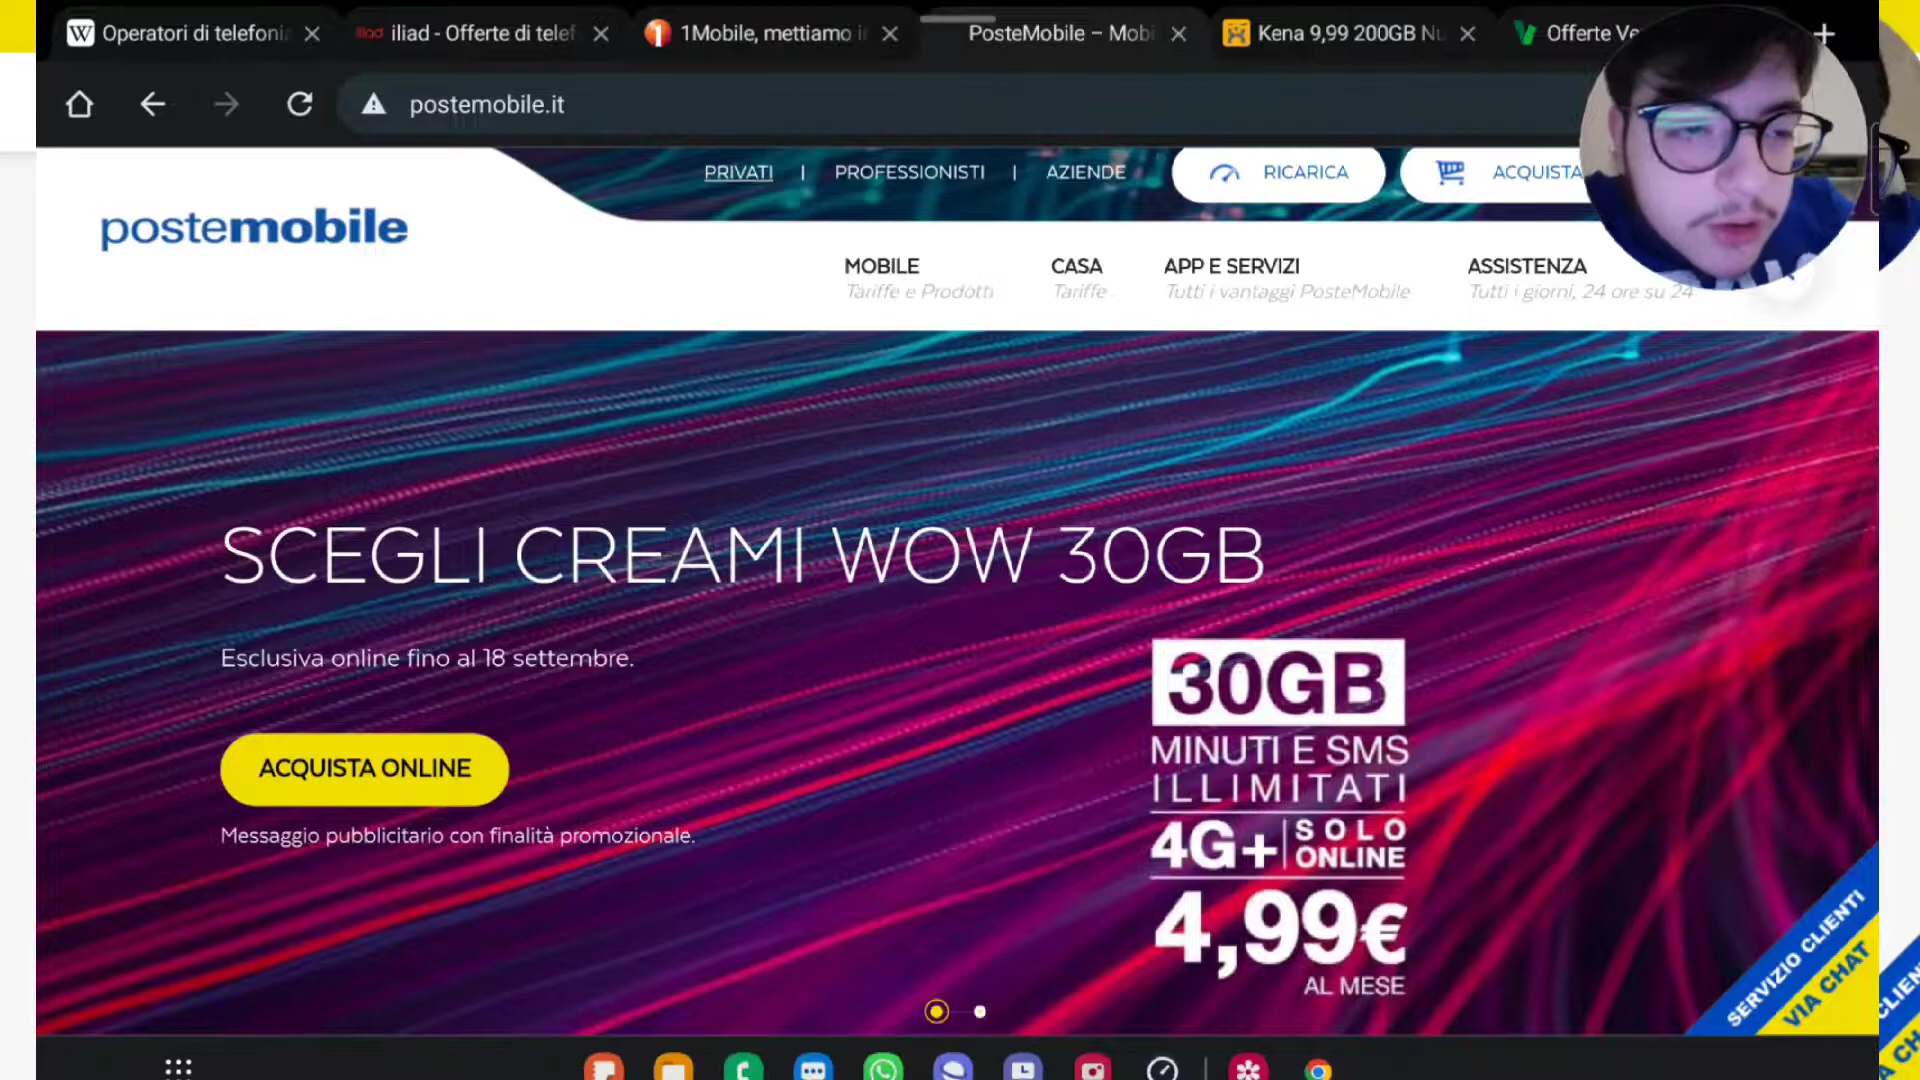 Operatori di telefoni
iliad iliad - Offerte di telef
1Mobile, mettiamo i
PosteMobile – Mobi
Kena 9,99 200GB Nu
Offerte Ve
postemobile.it
PRIVATI | PROFESSIONISTI | AZIENDE
RICARICA
ACQUISTA
postemobile
MOBILE
Tariffe e Prodotti
CASA
Tariffe
APP E SERVIZI
Tutti i vantaggi PosteMobile
ASSISTENZA
Tutti i giorni, 24 ore su 24
SCEGLI CREAMI WOW 30GB
Esclusiva online fino al 18 settembre.
ACQUISTA ONLINE
Messaggio pubblicitario con finalità promozionale.
30GB
MINUTI E SMS
ILLIMITATI
4G+ SOLO
ONLINE
4,99€
AL MESE
SERVIZIO CLIENTI
VIA CHAT